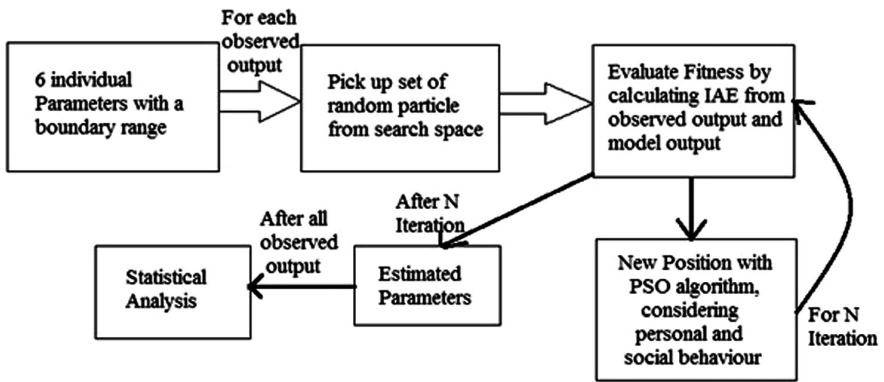 For each
observed
output
6 individual
Parameters with a
boundary range
Pick up set of
random particle
from search space
Evaluate Fitness by
calculating IAE from
observed output and
model output
After N
Iteration
After all
observed
output
Statistical
Analysis
Estimated
Parameters
New Position with
PSO algorithm,
considering
personal and
social behaviour
For N
Iteration